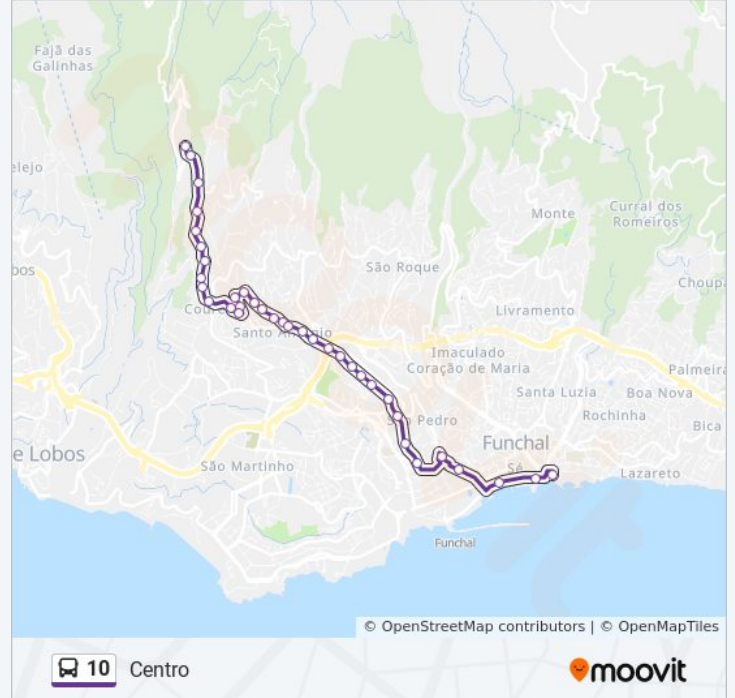 Fajã das
Galinhas
elejo
Curral dos
Romeiros
Monte
bos
São Roque
Choupa
Livramento
Santo António
Imaculado
Coração de Maria
Palmeira
Santa Luzia
Boa Nova
Rochinha
São Pedro
Bica
Funchal
e Lobos
São Martinho
Sé
Lazareto
Funchal
© OpenStreetMap contributors | © OpenMapTiles
10 Centro
moovit